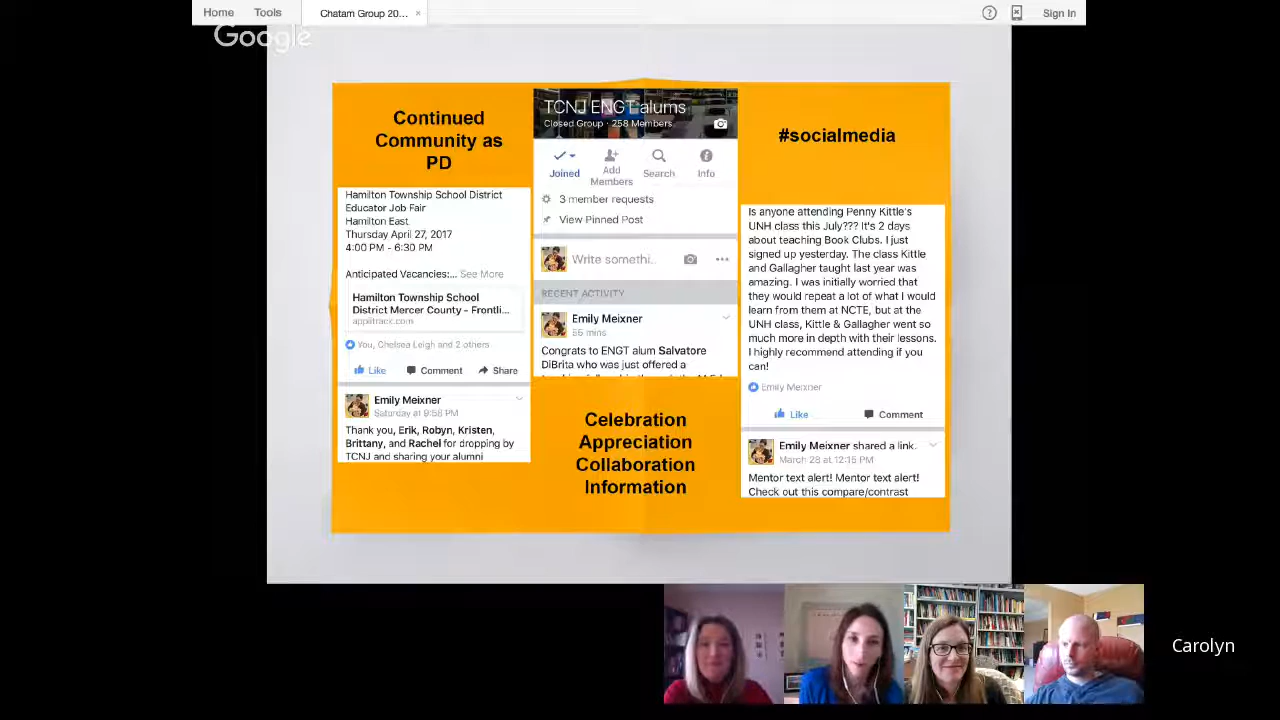 Home Tools Chatam Group 20... × ? Sign In
Google
Continued
Community as
PD
Hamilton Township School District
Educator Job Fair
Hamilton East
Thursday April 27, 2017
4:00 PM - 6:30 PM
Anticipated Vacancies:... See More
Hamilton Township School
District Mercer County - Frontli...
applitrack.com
You, Chelsea Leigh and 2 others
Like Comment Share
Emily Meixner
Saturday at 9:58 PM
Thank you, Erik, Robyn, Kristen,
Brittany, and Rachel for dropping by
TCNJ and sharing your alumni
TCNJ ENGT alums
Closed Group · 258 Members
Joined
Add
Members
Search
Info
3 member requests
View Pinned Post
Write somethi..
RECENT ACTIVITY
Emily Meixner
55 mins
Congrats to ENGT alum Salvatore
DiBrita who was just offered a
Celebration
Appreciation
Collaboration
Information
#socialmedia
Is anyone attending Penny Kittle's
UNH class this July??? It's 2 days
about teaching Book Clubs. I just
signed up yesterday. The class Kittle
and Gallagher taught last year was
amazing. I was initially worried that
they would repeat a lot of what I would
learn from them at NCTE, but at the
UNH class, Kittle & Gallagher went so
much more in depth with their lessons.
I highly recommend attending if you
can!
Emily Meixner
Like Comment
Emily Meixner shared a link.
March 28 at 12:15 PM
Mentor text alert! Mentor text alert!
Check out this compare/contrast
Carolyn